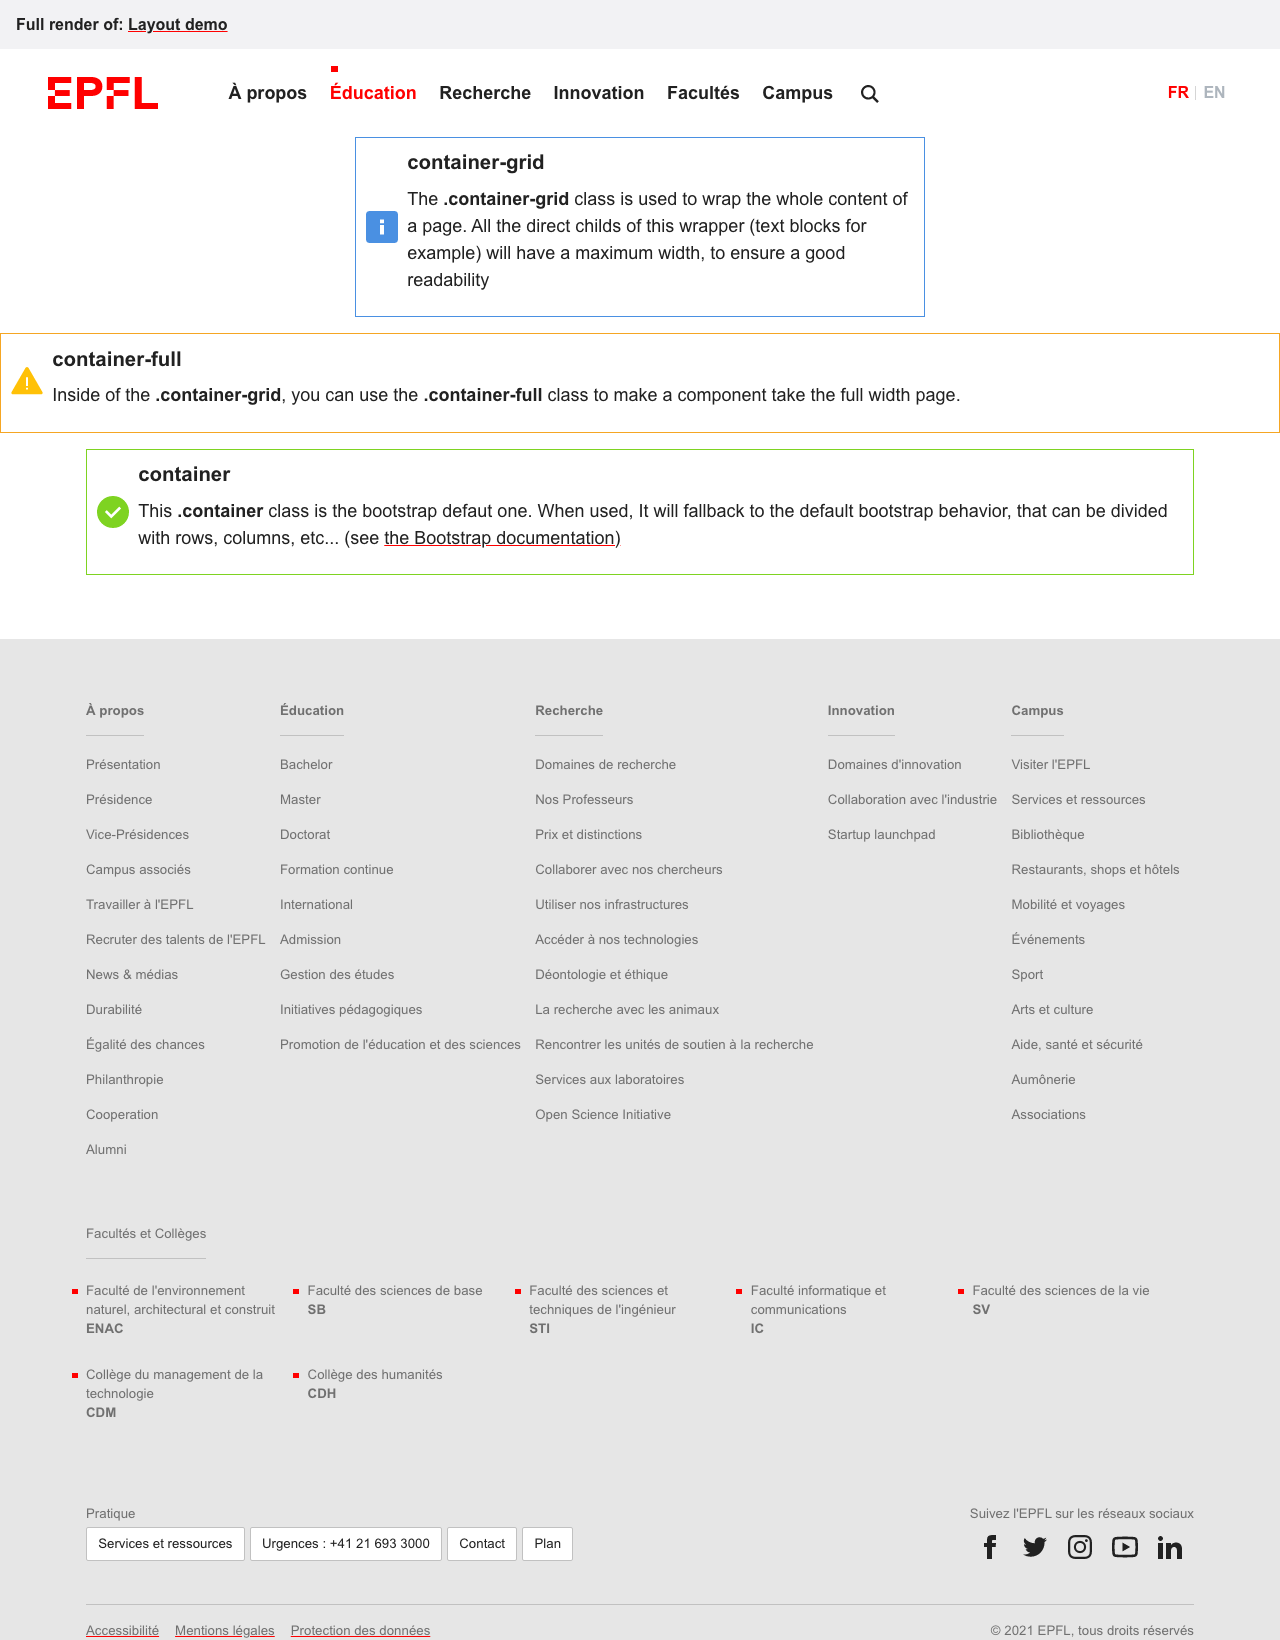 Full render of: Layout demo
EPFL À propos Éducation Recherche Innovation Facultés Campus FR EN
container-grid
The .container-grid class is used to wrap the whole content of
a page. All the direct childs of this wrapper (text blocks for
example) will have a maximum width, to ensure a good
readability
container-full
Inside of the .container-grid, you can use the .container-full class to make a component take the full width page.
container
This .container class is the bootstrap defaut one. When used, It will fallback to the default bootstrap behavior, that can be divided
with rows, columns, etc... (see the Bootstrap documentation)
À propos
Présentation
Présidence
Vice-Présidences
Campus associés
Travailler à l'EPFL
Recruter des talents de l'EPFL
News & médias
Durabilité
Égalité des chances
Philanthropie
Cooperation
Alumni
Éducation
Bachelor
Master
Doctorat
Formation continue
International
Admission
Gestion des études
Initiatives pédagogiques
Promotion de l'éducation et des sciences
Recherche
Domaines de recherche
Nos Professeurs
Prix et distinctions
Collaborer avec nos chercheurs
Utiliser nos infrastructures
Accéder à nos technologies
Déontologie et éthique
La recherche avec les animaux
Rencontrer les unités de soutien à la recherche
Services aux laboratoires
Open Science Initiative
Innovation
Domaines d'innovation
Collaboration avec l'industrie
Startup launchpad
Campus
Visiter l'EPFL
Services et ressources
Bibliothèque
Restaurants, shops et hôtels
Mobilité et voyages
Événements
Sport
Arts et culture
Aide, santé et sécurité
Aumônerie
Associations
Facultés et Collèges
Faculté de l'environnement
naturel, architectural et construit
ENAC
Faculté des sciences de base
SB
Faculté des sciences et
techniques de l'ingénieur
STI
Faculté informatique et
communications
IC
Faculté des sciences de la vie
SV
Collège du management de la
technologie
CDM
Collège des humanités
CDH
Pratique
Services et ressources Urgences : +41 21 693 3000 Contact Plan
Suivez l'EPFL sur les réseaux sociaux
Accessibilité Mentions légales Protection des données
© 2021 EPFL, tous droits réservés